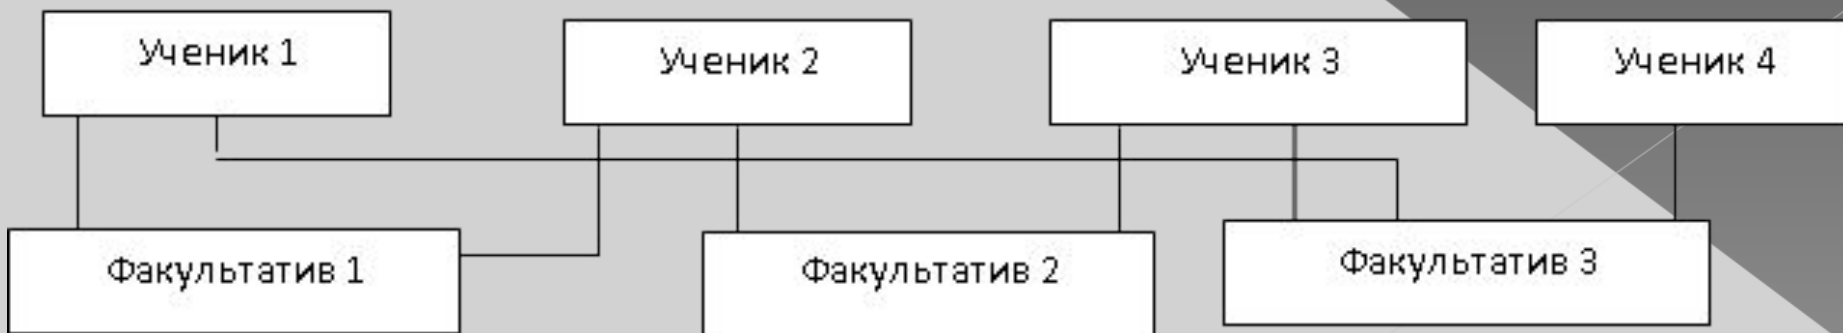 Ученик 1
Ученик 2
Ученик 3
Ученик 4
Факультатив 1
Факультатив 2
Факультатив 3